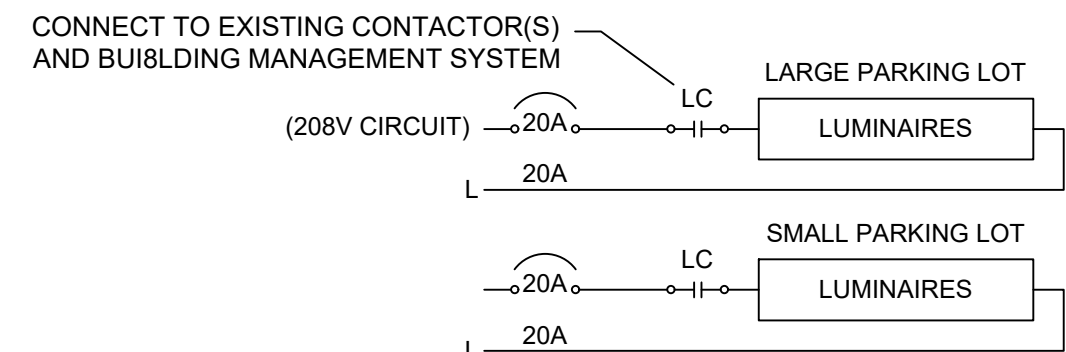 CONNECT TO EXISTING CONTACTOR(S)
AND BUI8LDING MANAGEMENT SYSTEM
LARGE PARKING LOT
LC
(208V CIRCUIT)
20A
LUMINAIRES
20A
L
SMALL PARKING LOT
LC
20A
LUMINAIRES
20A
L